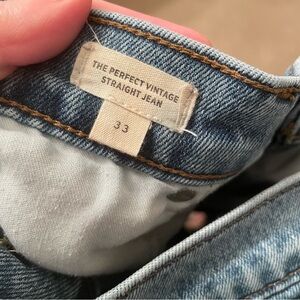 THE PERFECT VINTAGE
STRAIGHT JEAN
33